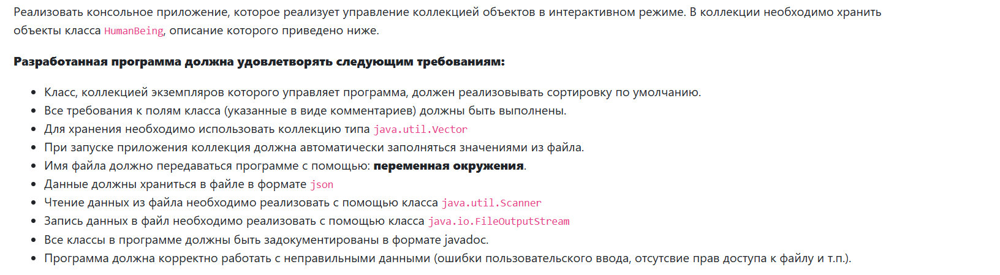 Реализовать консольное приложение, которое реализует управление коллекцией объектов в интерактивном режиме. В коллекции необходимо хранить
объекты класса HumanBeing, описание которого приведено ниже.
Разработанная программа должна удовлетворять следующим требованиям:
• Класс, коллекцией экземпляров которого управляет программа, должен реализовывать сортировку по умолчанию.
• Все требования к полям класса (указанные в виде комментариев) должны быть выполнены.
• Для хранения необходимо использовать коллекцию типа java.util.Vector
• При запуске приложения коллекция должна автоматически заполняться значениями из файла.
• Имя файла должно передаваться программе с помощью: переменная окружения.
• Данные должны храниться в файле в формате json
• Чтение данных из файла необходимо реализовать с помощью класса java.util.Scanner
• Запись данных в файл необходимо реализовать с помощью класса java.io.FileOutputStream
• Все классы в программе должны быть задокументированы в формате javadoc.
• Программа должна корректно работать с неправильными данными (ошибки пользовательского ввода, отсутсвие прав доступа к файлу и т.п.).